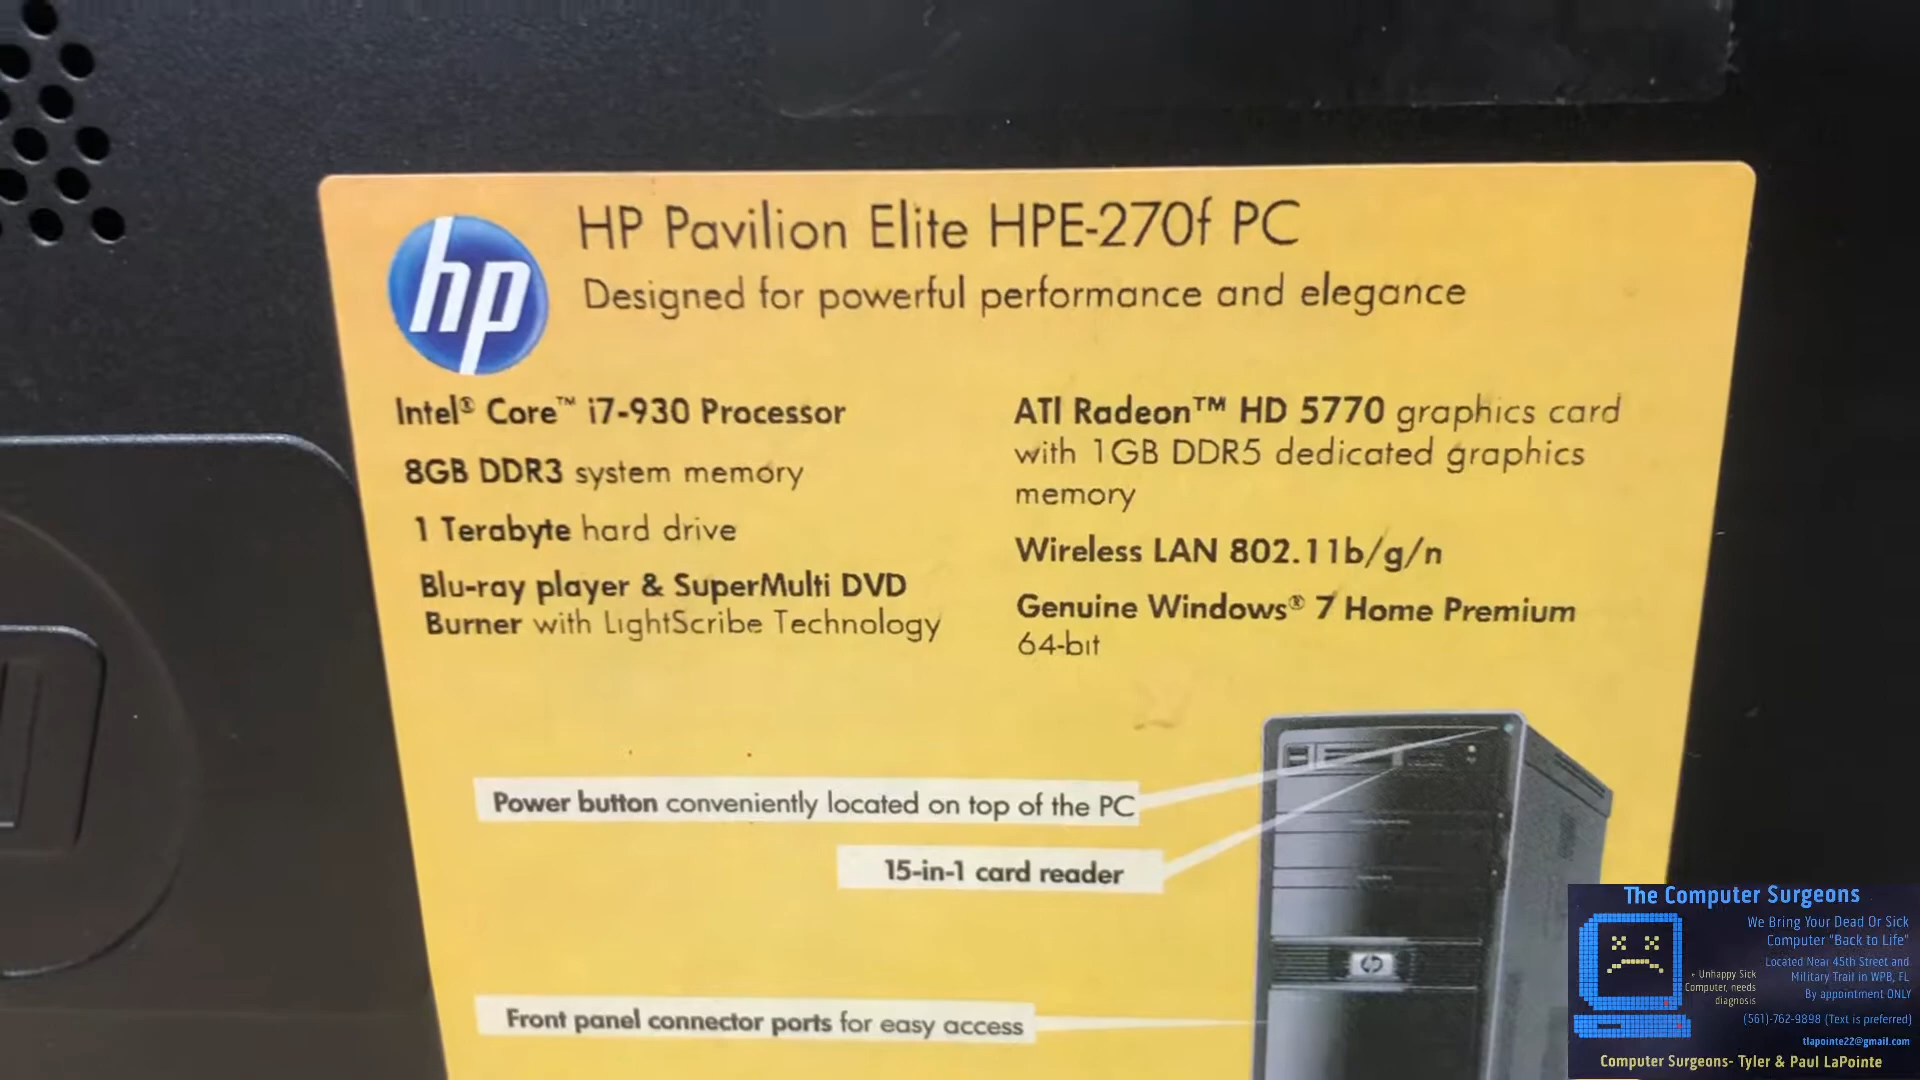 hp
HP Pavilion Elite HPE-270f PC
Designed for powerful performance and elegance
Intel® Core™ i7-930 Processor
8GB DDR3 system memory
1 Terabyte hard drive
Blu-ray player & SuperMulti DVD
Burner with LightScribe Technology
ATI Radeon™ HD 5770 graphics card
with 1GB DDR5 dedicated graphics
memory
Wireless LAN 802.11b/g/n
Genuine Windows® 7 Home Premium
64-bit
Power button conveniently located on top of the PC
15-in-1 card reader
Front panel connector ports for easy access
hp
The Computer Surgeons
We Bring Your Dead Or Sick
Computer "Back to Life"
Located Near 45th Street and
Military Trail in WPB, FL
By appointment ONLY
Unhappy Sick
Computer, needs
diagnosis
(561)-762-9898 (Text is preferred)
tlapointe22@gmail.com
Computer Surgeons- Tyler & Paul LaPointe